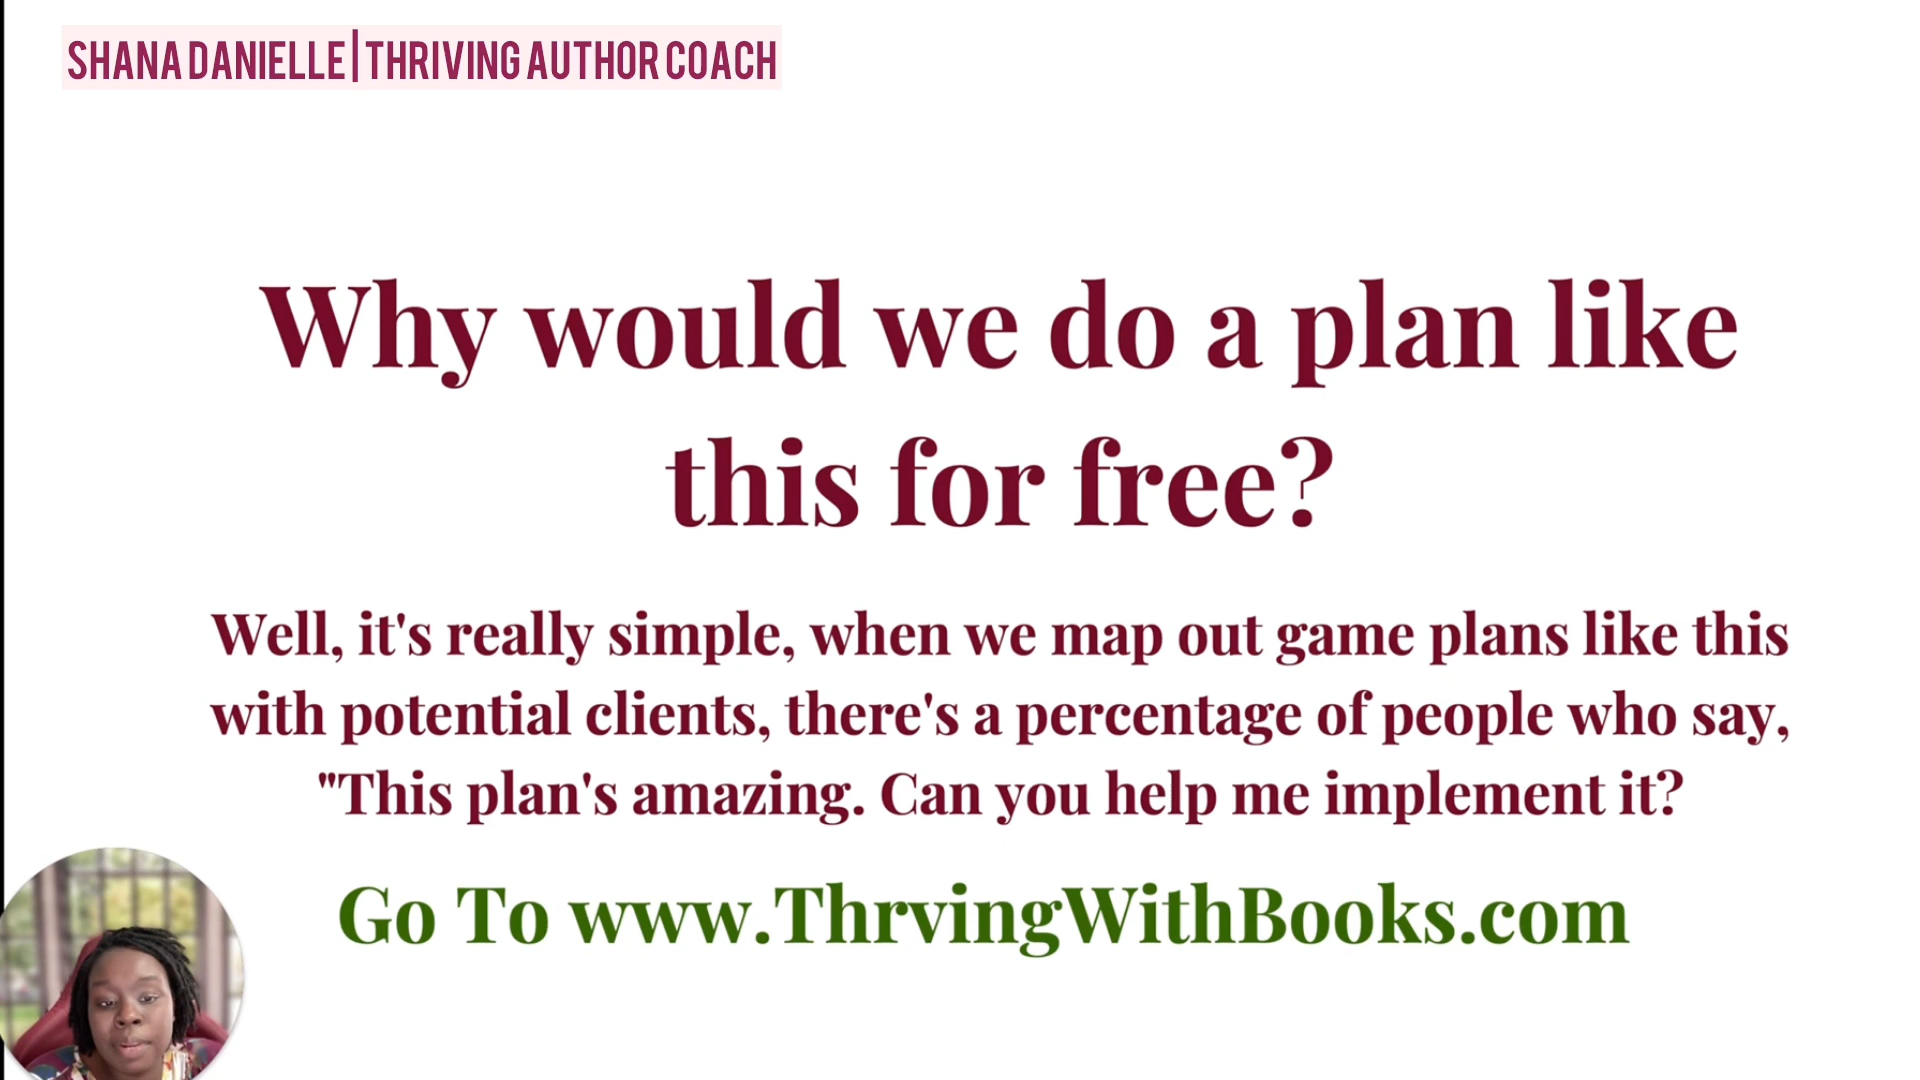 SHANA DANIELLE | THRIVING AUTHOR COACH
Why would we do a plan like
this for free?
Well, it's really simple, when we map out game plans like this
with potential clients, there's a percentage of people who say,
"This plan's amazing. Can you help me implement it?
Go To www.ThrvingWithBooks.com